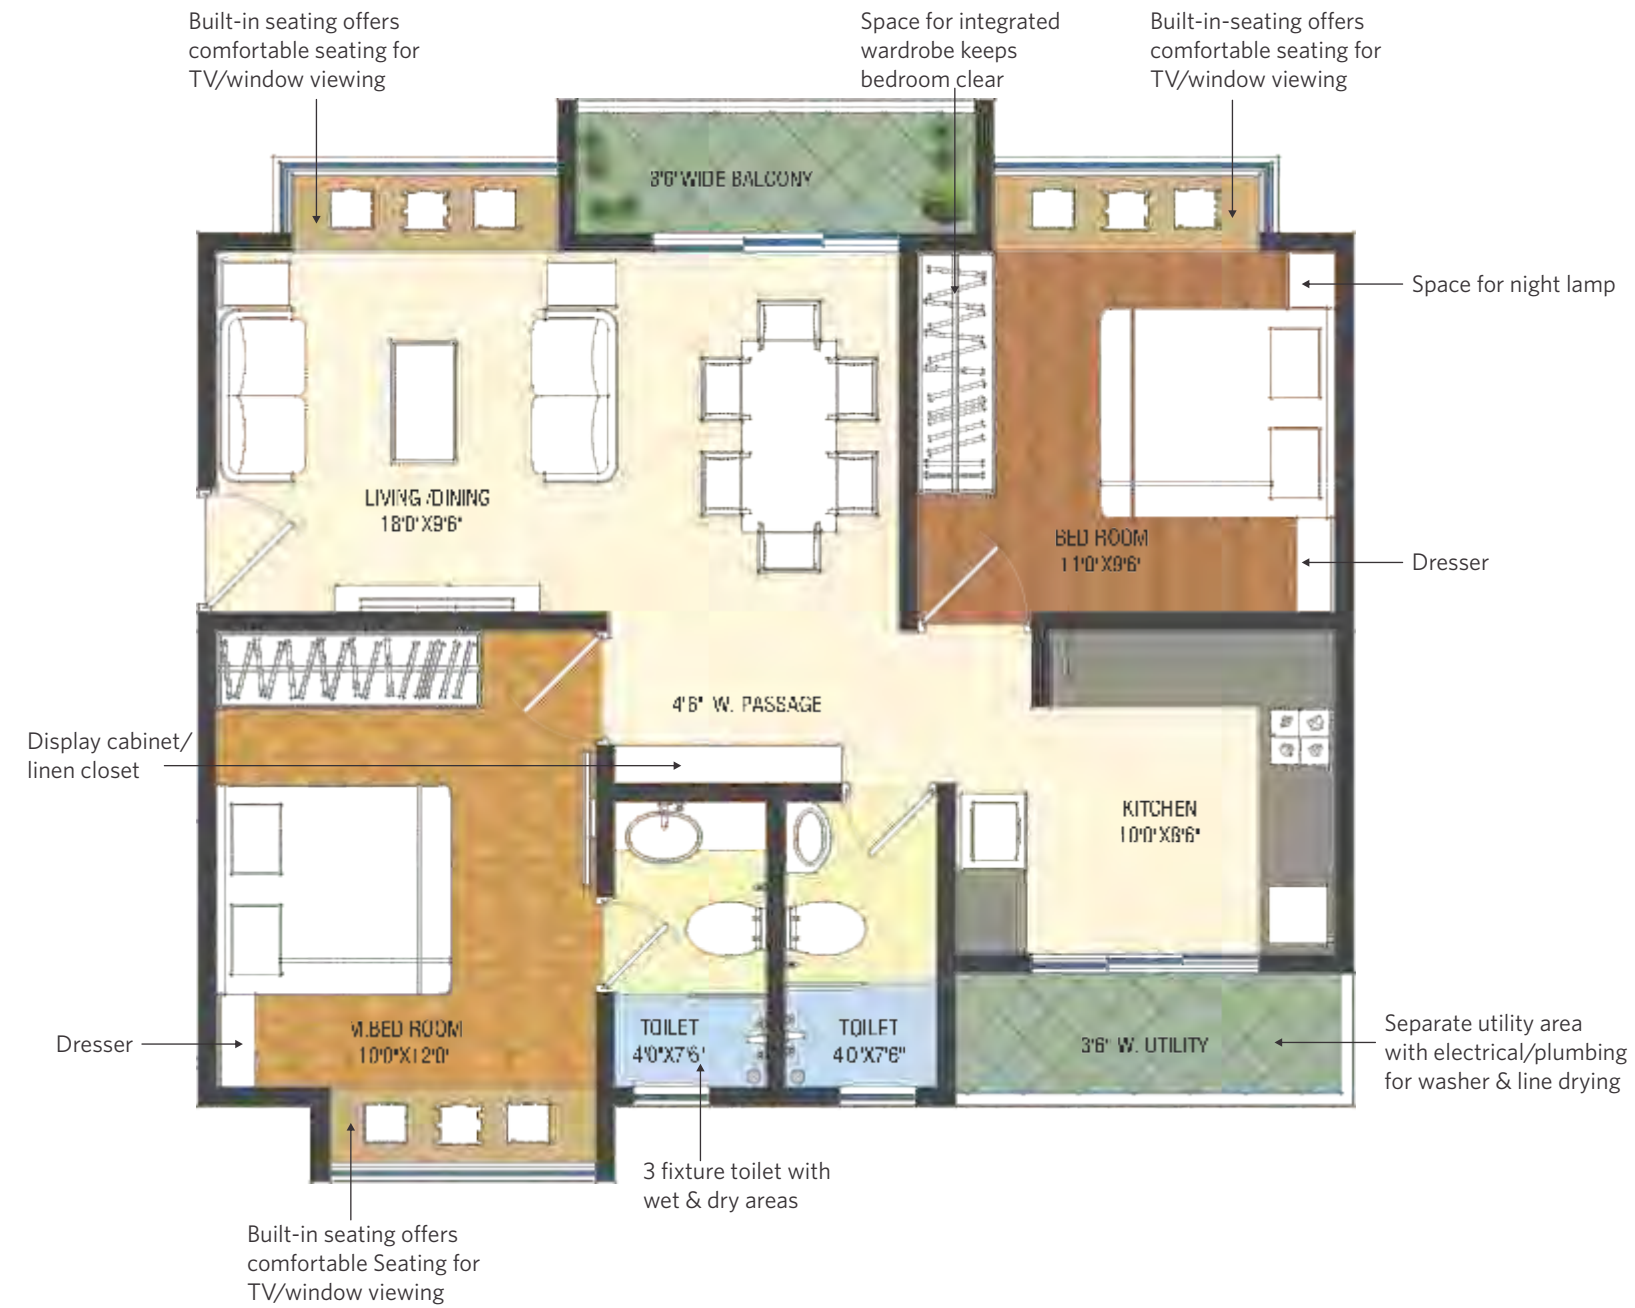 Built-in seating offers
comfortable seating for
TV/window viewing
Space for integrated
wardrobe keeps
bedroom clear
Built-in-seating offers
comfortable seating for
TV/window viewing
3'6" WIDE BALCONY
Space for night lamp
LIVING/DINING
18'0"X9'6"
BED ROOM
11'0"X9'6"
Dresser
4'6" W. PASSAGE
Display cabinet/
linen closet
KITCHEN
10'0"X8'6"
M.BED ROOM
10'0"X12'0"
Dresser
TOILET
4'0"X7'6"
TOILET
4'0"X7'6"
3'6" W. UTILITY
Separate utility area
with electrical/plumbing
for washer & line drying
3 fixture toilet with
wet & dry areas
Built-in seating offers
comfortable Seating for
TV/window viewing